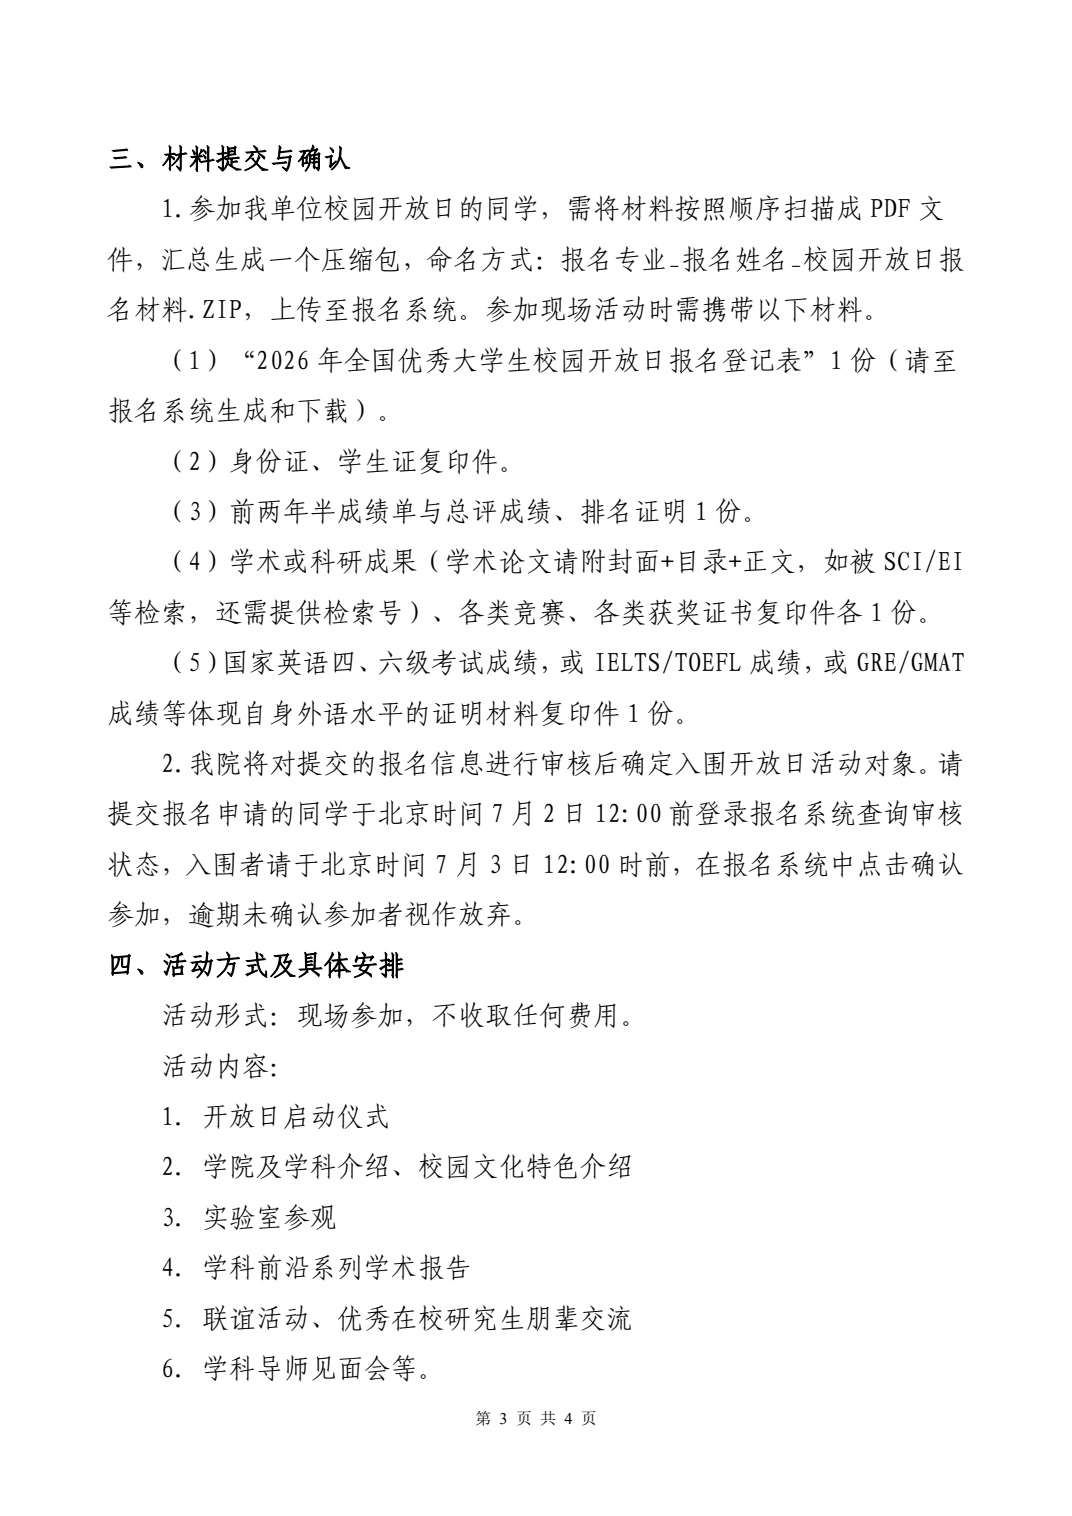 三、材料提交与确认
1.参加我单位校园开放日的同学，需将材料按照顺序扫描成 PDF 文
件，汇总生成一个压缩包，命名方式：报名专业_报名姓名_校园开放日报
名材料.ZIP，上传至报名系统。参加现场活动时需携带以下材料。
（1）“2026 年全国优秀大学生校园开放日报名登记表”1 份（请至
报名系统生成和下载）。
（2）身份证、学生证复印件。
（3）前两年半成绩单与总评成绩、排名证明 1 份。
（4）学术或科研成果（学术论文请附封面+目录+正文，如被 SCI/EI
等检索，还需提供检索号）、各类竞赛、各类获奖证书复印件各 1 份。
（5）国家英语四、六级考试成绩，或 IELTS/TOEFL 成绩，或 GRE/GMAT
成绩等体现自身外语水平的证明材料复印件 1 份。
2.我院将对提交的报名信息进行审核后确定入围开放日活动对象。请
提交报名申请的同学于北京时间 7 月 2 日 12:00 前登录报名系统查询审核
状态，入围者请于北京时间 7 月 3 日 12:00 时前，在报名系统中点击确认
参加，逾期未确认参加者视作放弃。
四、活动方式及具体安排
活动形式：现场参加，不收取任何费用。
活动内容：
1. 开放日启动仪式
2. 学院及学科介绍、校园文化特色介绍
3. 实验室参观
4. 学科前沿系列学术报告
5. 联谊活动、优秀在校研究生朋辈交流
6. 学科导师见面会等。
第 3 页 共 4 页